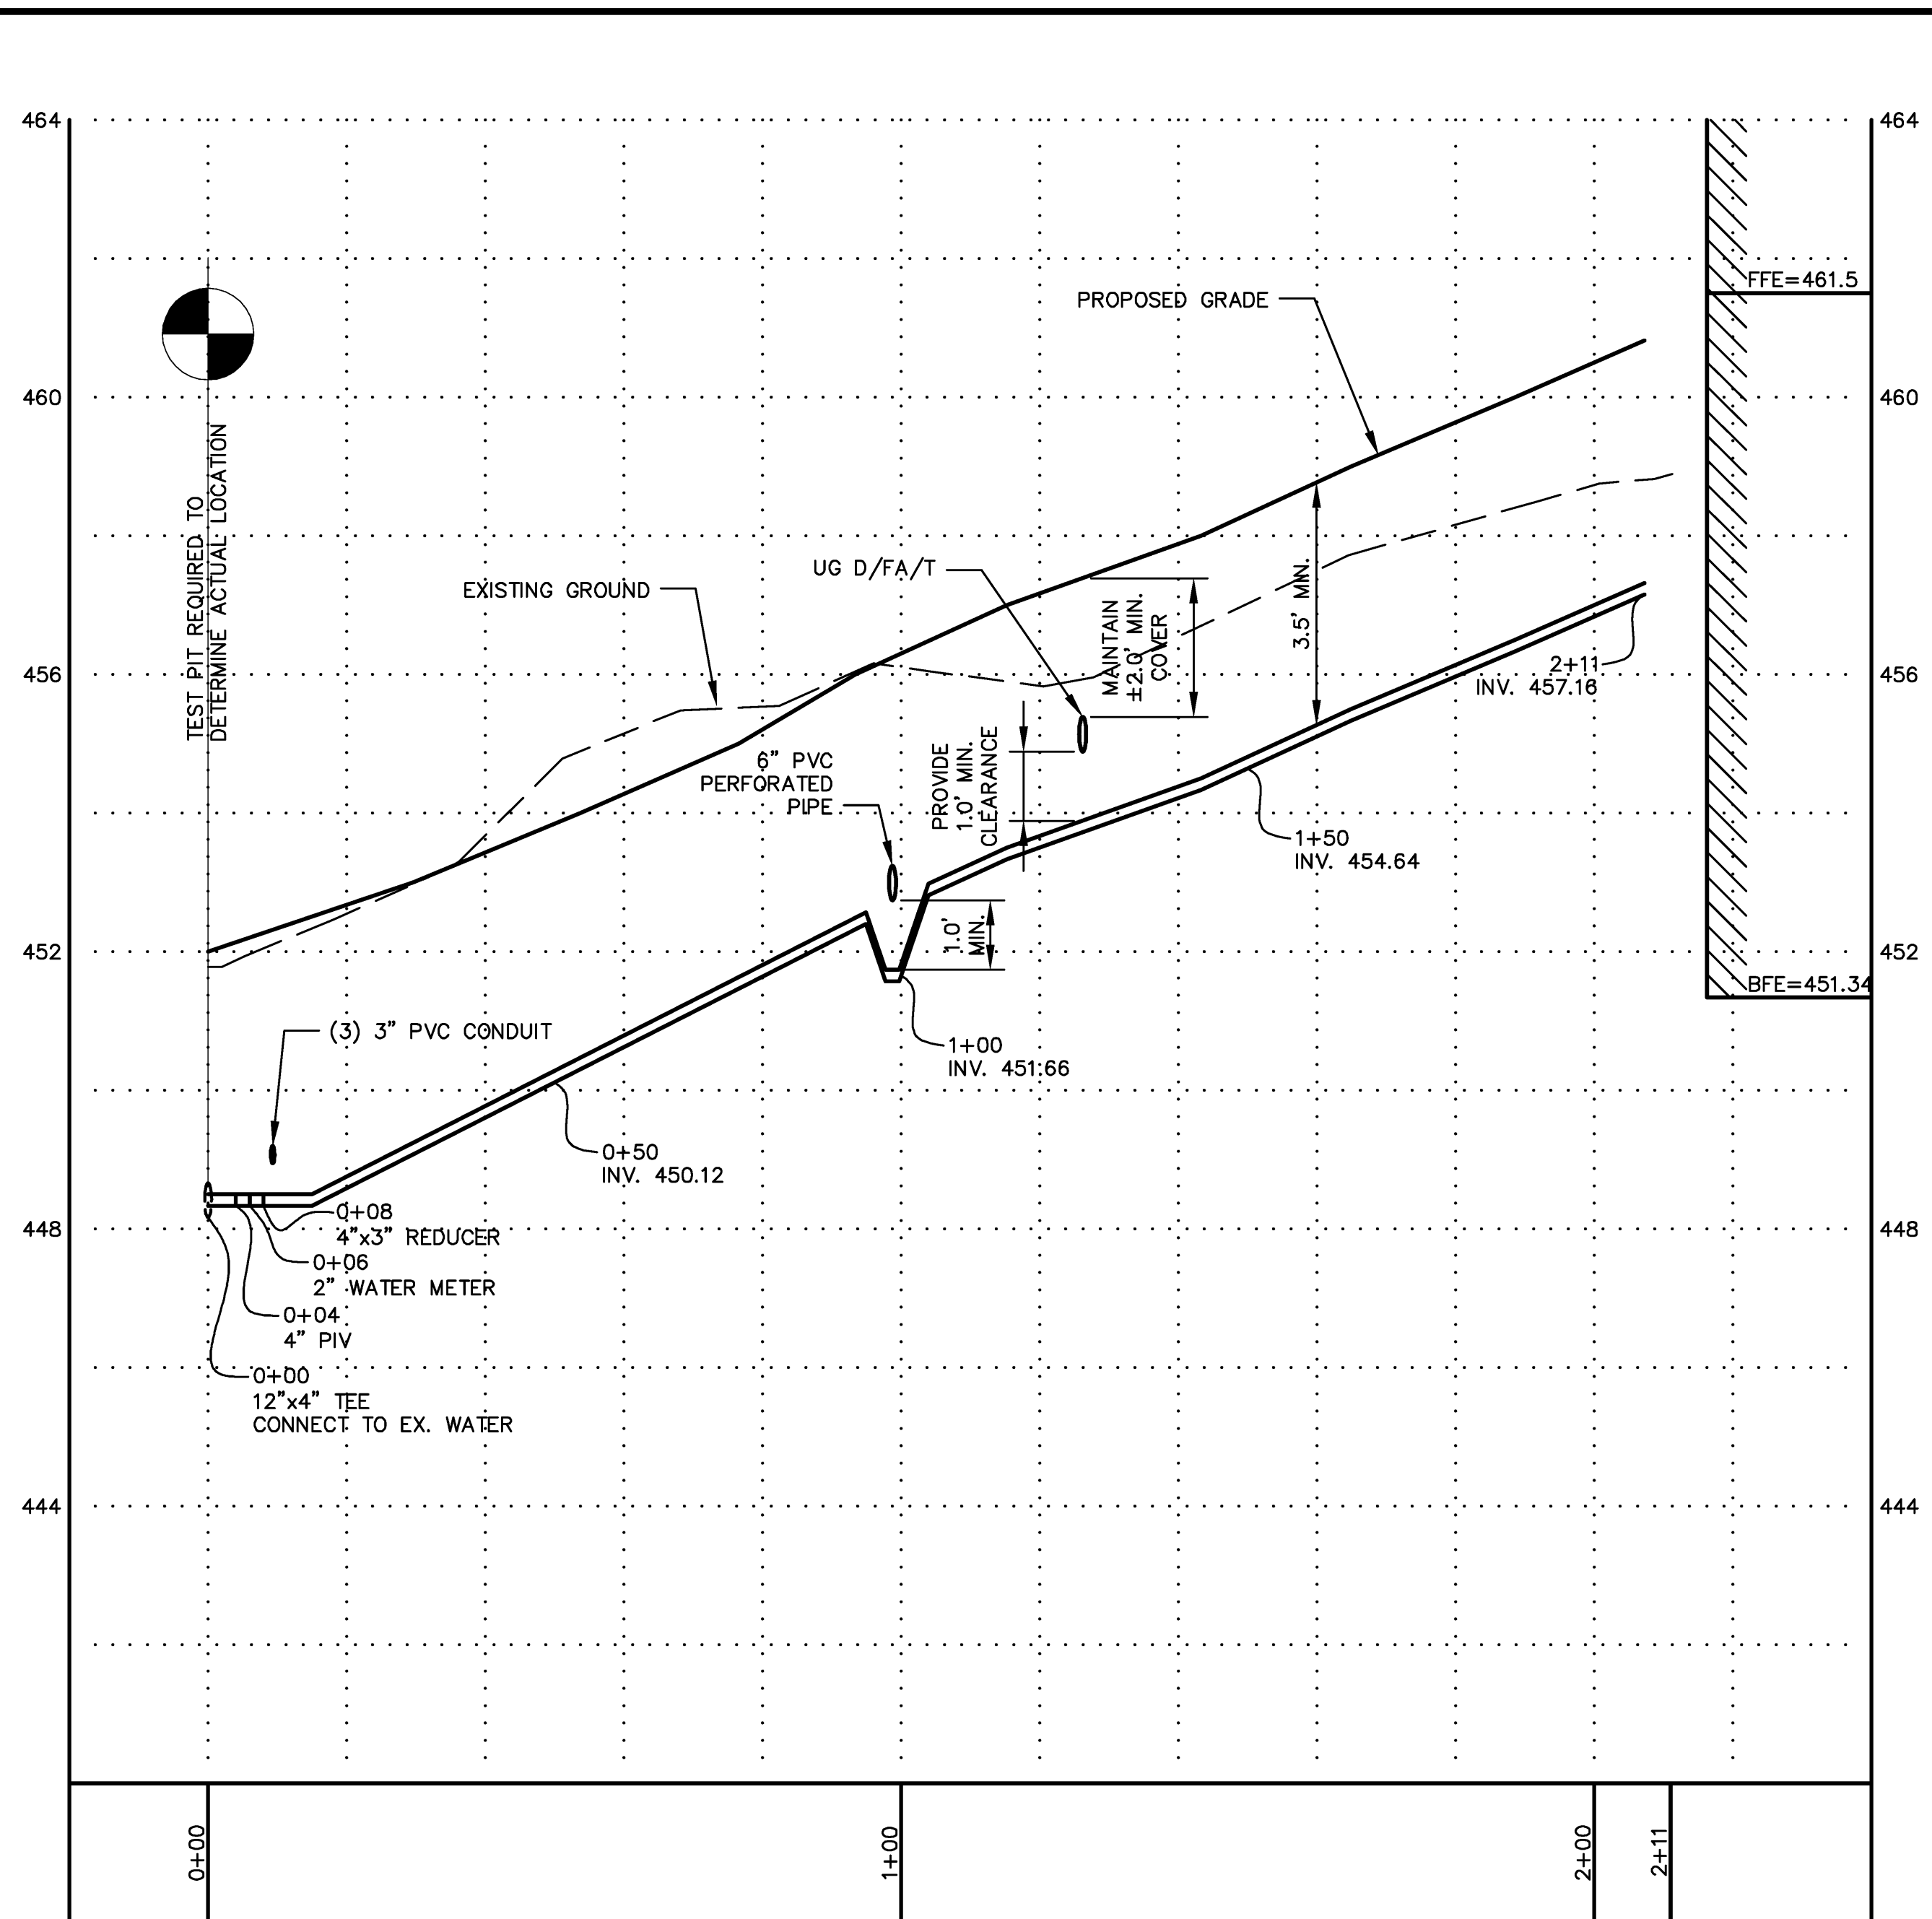 464
464
FFE=461.5
PROPOSED GRADE
460
460
TEST PIT REQUIRED TO
DETERMINE ACTUAL LOCATION
UG D/FA/T
EXISTING GROUND
MAINTAIN
±2.0' MIN.
COVER
3.5' MIN.
456
456
2+11
INV. 457.16
6" PVC
PERFORATED
PIPE
PROVIDE
1.0' MIN.
CLEARANCE
1+50
INV. 454.64
452
452
1.0'
MIN.
BFE=451.34
(3) 3" PVC CONDUIT
1+00
INV. 451.66
0+50
INV. 450.12
448
448
0+08
4"x3" REDUCER
0+06
2" WATER METER
0+04
4" PIV
0+00
12"x4" TEE
CONNECT TO EX. WATER
444
444
0+00
1+00
2+00
2+11